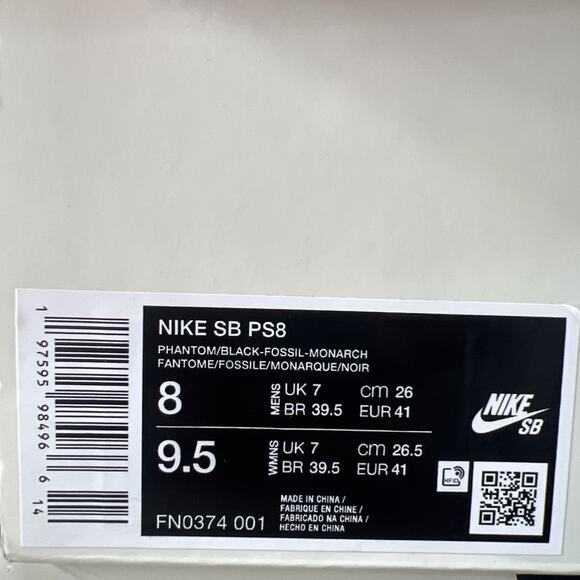 NIKE SB PS8
PHANTOM/BLACK-FOSSIL-MONARCH
FANTOME/FOSSILE/MONARQUE/NOIR
8 MENS UK 7 cm 26
BR 39.5 EUR 41
9.5 WMNS UK 7 cm 26.5
BR 39.5 EUR 41
FN0374 001
MADE IN CHINA /
FABRIQUE EN CHINE /
FABRICADO NA CHINA /
HECHO EN CHINA
NIKE
SB
RFID
1 97595 98496 6 14